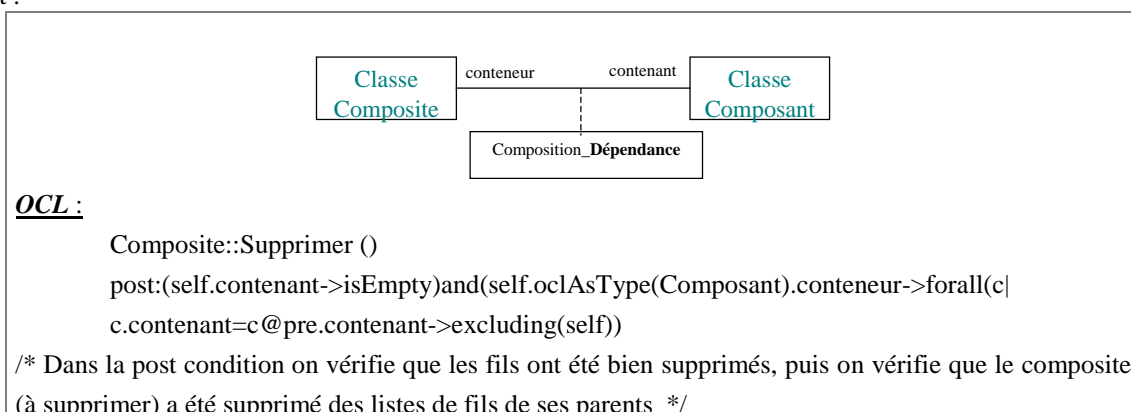 conteneur contenant
Classe Composite
Classe Composant
Composition_Dépendance
OCL :
Composite::Supprimer ()
post:(self.contenant->isEmpty)and(self.oclAsType(Composant).conteneur->forall(c|
c.contenant=c@pre.contenant->excluding(self))
/* Dans la post condition on vérifie que les fils ont été bien supprimés, puis on vérifie que le composite
(à supprimer) a été supprimé des listes de fils de ses parents */